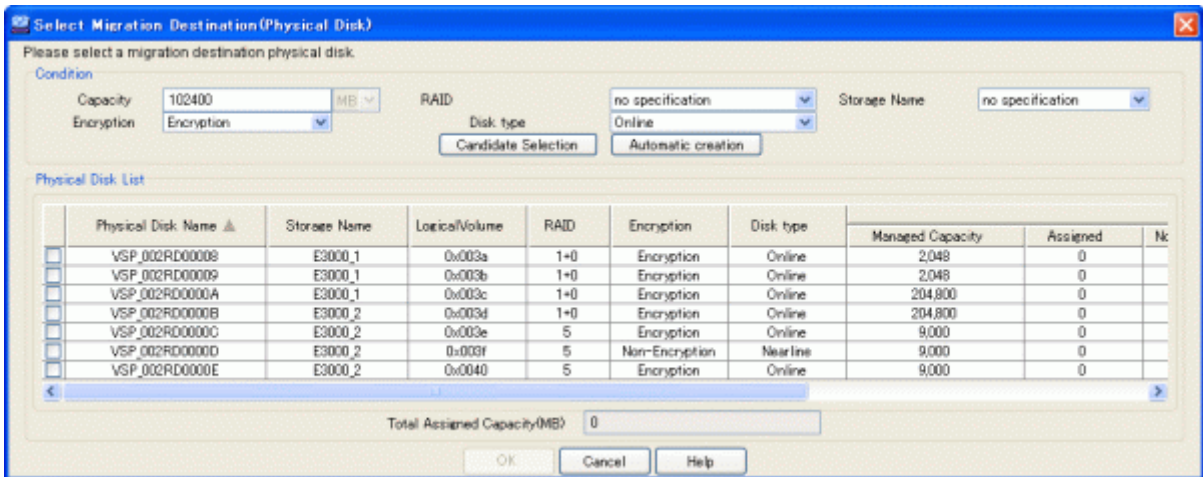 Select Migration Destination(Physical Disk)
Please select a migration destination physical disk.
Condition
Capacity 102400 MB RAID no specification Storage Name no specification
Encryption Encryption Disk type Online
Candidate Selection Automatic creation
Physical Disk List
Physical Disk Name Storage Name LogicalVolume RAID Encryption Disk type Managed Capacity Assigned
VSP_002RD00008 E3000_1 0x003a 1+0 Encryption Online 2,048 0
VSP_002RD00009 E3000_1 0x003b 1+0 Encryption Online 2,048 0
VSP_002RD0000A E3000_1 0x003c 1+0 Encryption Online 204,800 0
VSP_002RD0000B E3000_2 0x003d 1+0 Encryption Online 204,800 0
VSP_002RD0000C E3000_2 0x003e 5 Encryption Online 9,000 0
VSP_002RD0000D E3000_2 0x003f 5 Non-Encryption Nearline 9,000 0
VSP_002RD0000E E3000_2 0x0040 5 Encryption Online 9,000 0
Total Assigned Capacity(MB) 0
OK Cancel Help